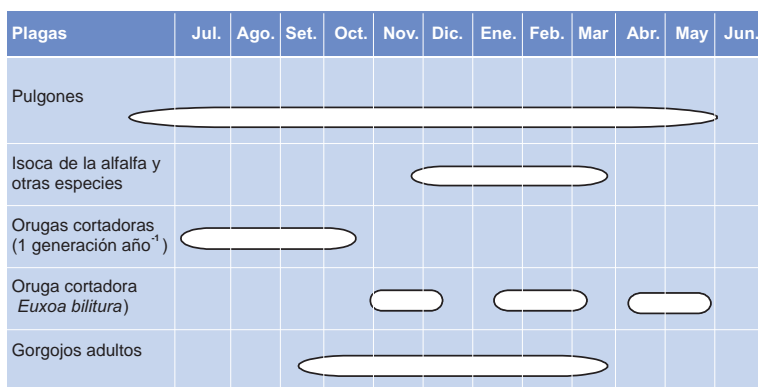 Plagas Jul. Ago. Set. Oct. Nov. Dic. Ene. Feb. Mar Abr. May Jun.
Pulgones
Isoca de la alfalfa y
otras especies
Orugas cortadoras
(1 generación año⁻¹)
Oruga cortadora
Euxoa bilitura)
Gorgojos adultos